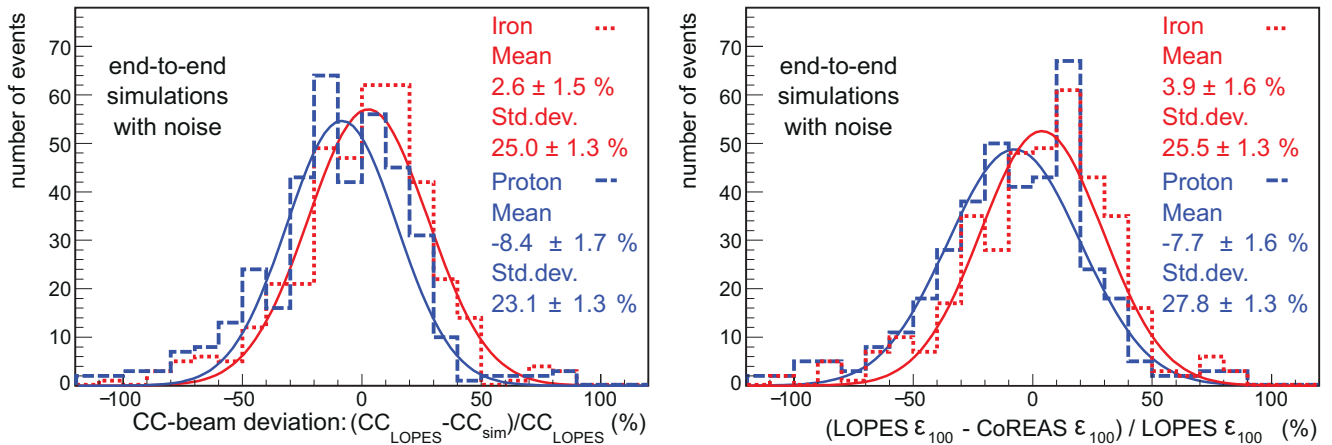 number of events
70
60
50
40
30
20
10
0
end-to-end
simulations
with noise
Iron
Mean
2.6 ± 1.5 %
Std.dev.
25.0 ± 1.3 %
Proton
Mean
-8.4 ± 1.7 %
Std.dev.
23.1 ± 1.3 %
−100 −50 0 50 100
CC-beam deviation: (CC_LOPES-CC_sim)/CC_LOPES (%)
number of events
70
60
50
40
30
20
10
0
end-to-end
simulations
with noise
Iron
Mean
3.9 ± 1.6 %
Std.dev.
25.5 ± 1.3 %
Proton
Mean
-7.7 ± 1.6 %
Std.dev.
27.8 ± 1.3 %
−100 −50 0 50 100
(LOPES ε_100 - CoREAS ε_100) / LOPES ε_100 (%)